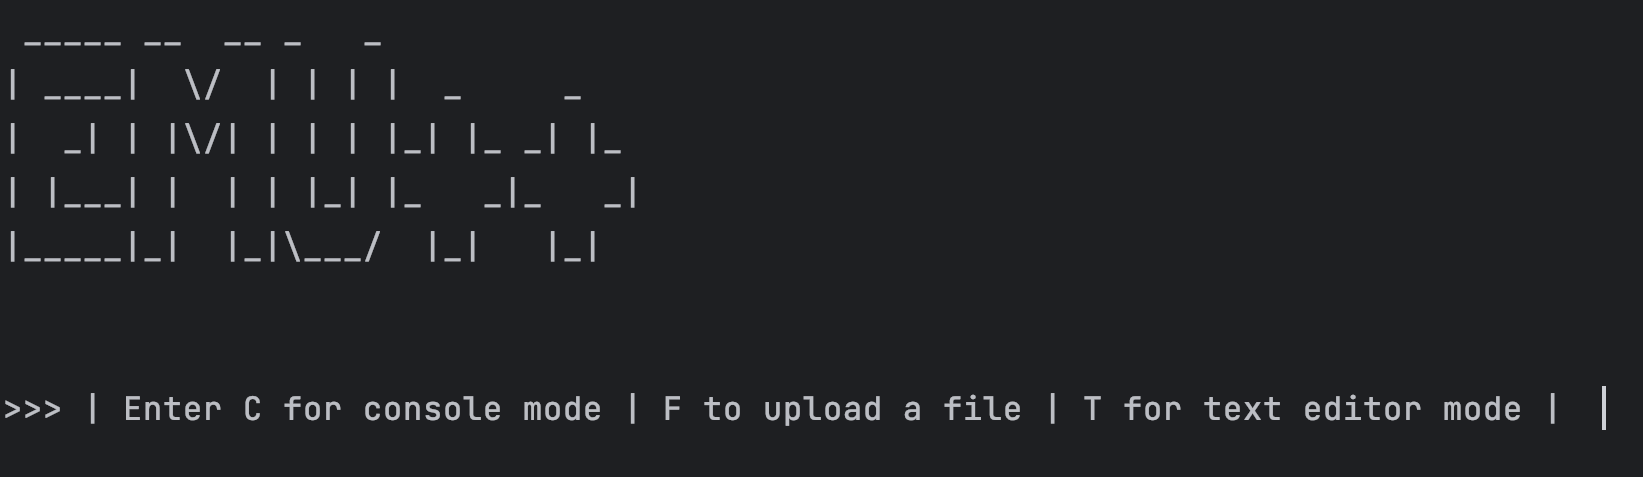 _____ __  __ _   _
| ____|  \/  | | | |  _     _
|  _| | |\/| | | | |_| |_ _| |_
| |___| |  | | |_| |_   _|_   _|
|_____|_|  |_|\___/  |_|   |_|
>>> | Enter C for console mode | F to upload a file | T for text editor mode |